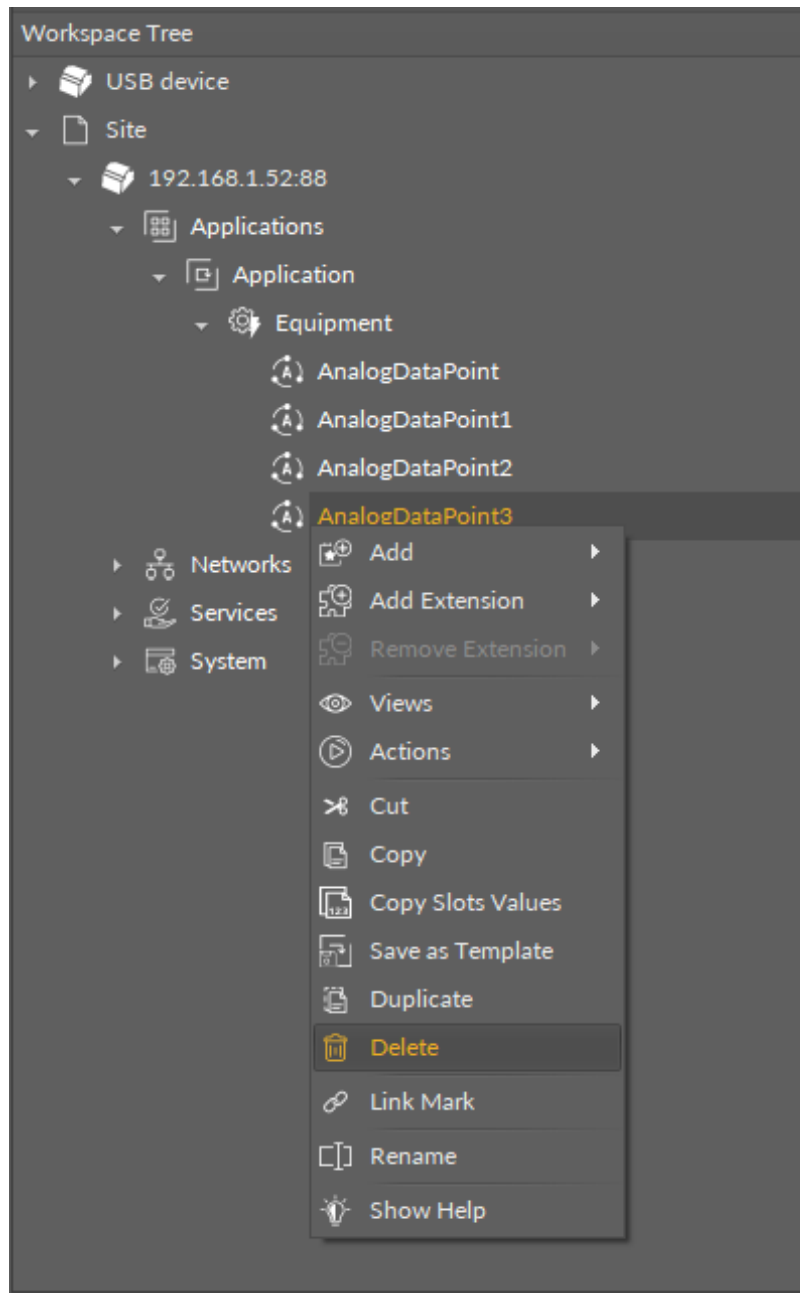 Workspace Tree
USB device
Site
192.168.1.52:88
Applications
Application
Equipment
AnalogDataPoint
AnalogDataPoint1
AnalogDataPoint2
AnalogDataPoint3
Networks
Services
System
Add
Add Extension
Remove Extension
Views
Actions
Cut
Copy
Copy Slots Values
Save as Template
Duplicate
Delete
Link Mark
Rename
Show Help